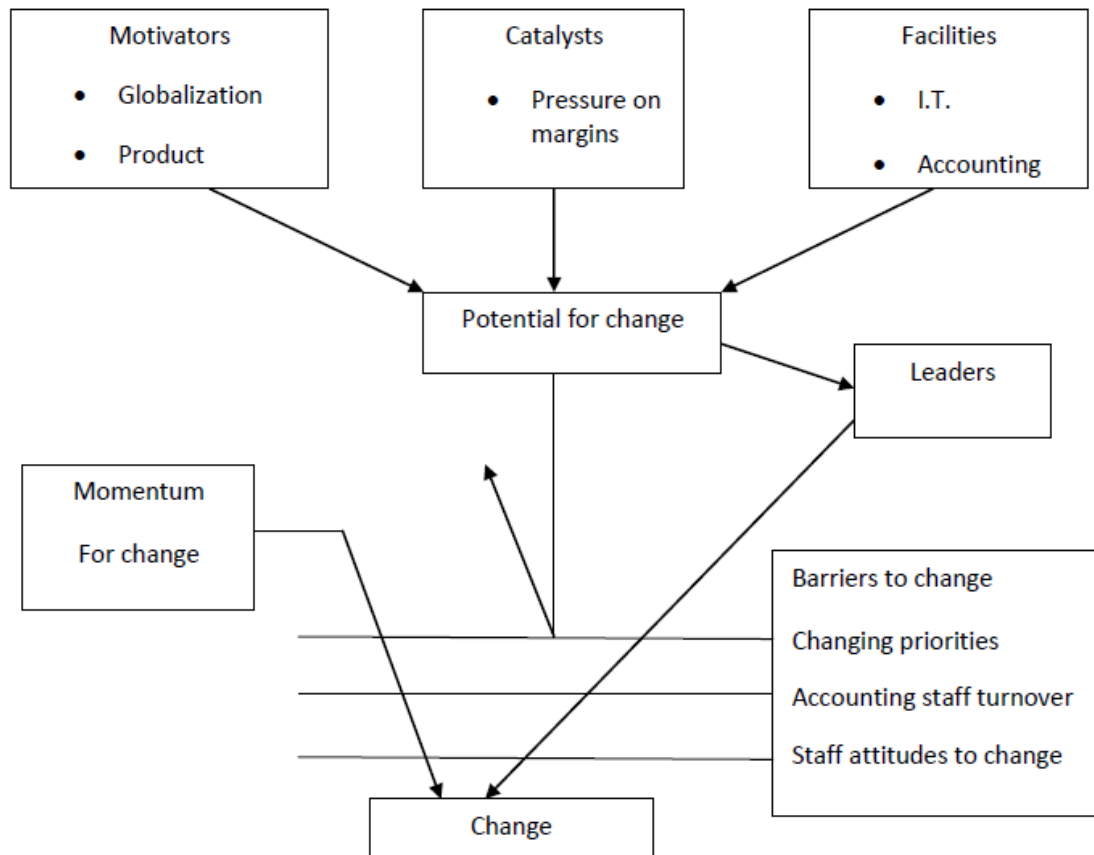 Motivators
• Globalization
• Product
Catalysts
• Pressure on
margins
Facilities
• I.T.
• Accounting
Potential for change
Leaders
Momentum
For change
Barriers to change
Changing priorities
Accounting staff turnover
Staff attitudes to change
Change